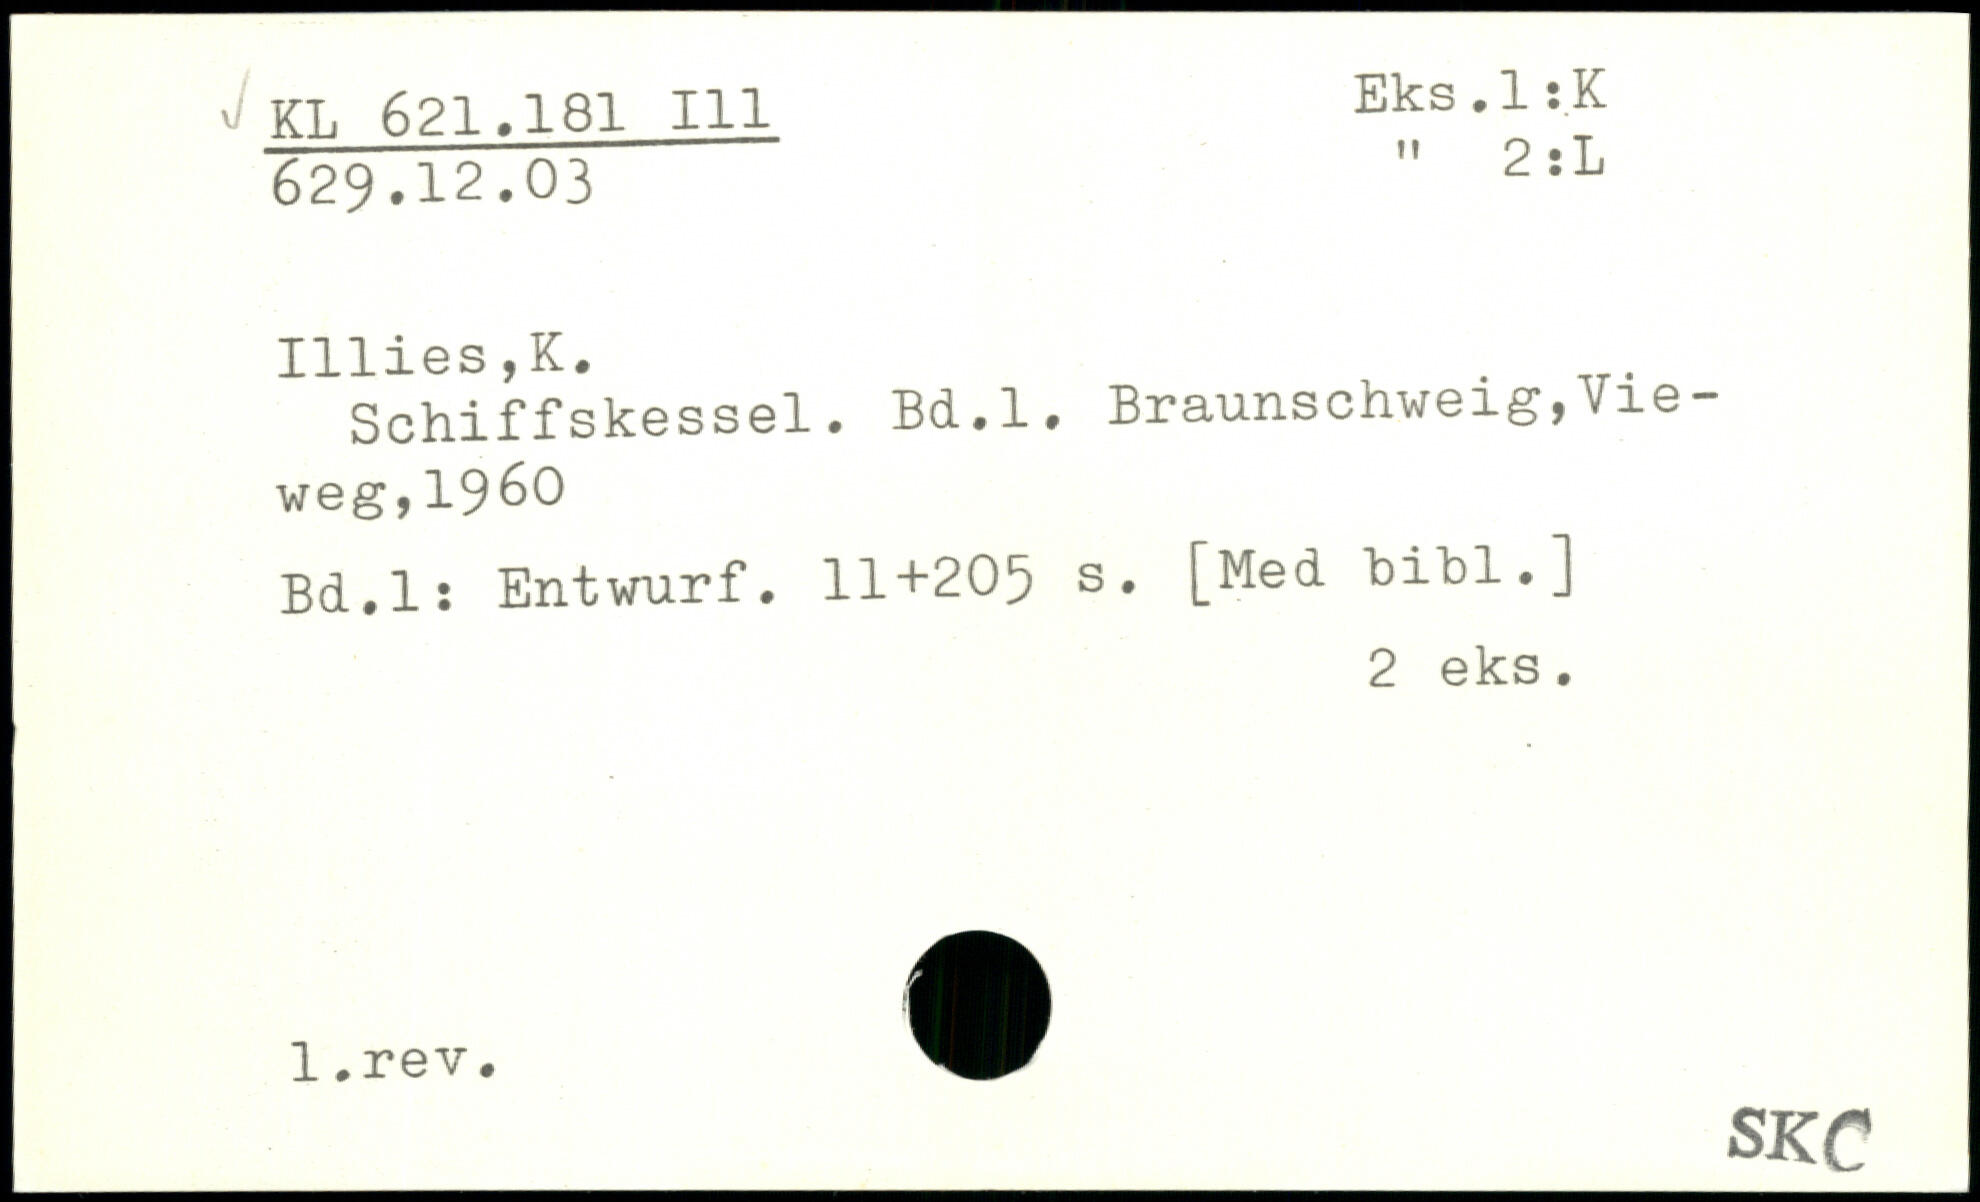 KL 621.181 Ill
629.12.03
Eks.1:K
" 2:L
Illies,K.
Schiffskessel. Bd.1. Braunschweig,Vie-
weg,1960
Bd.1: Entwurf. 11+205 s. [Med bibl.]
2 eks.
1.rev.
SKC